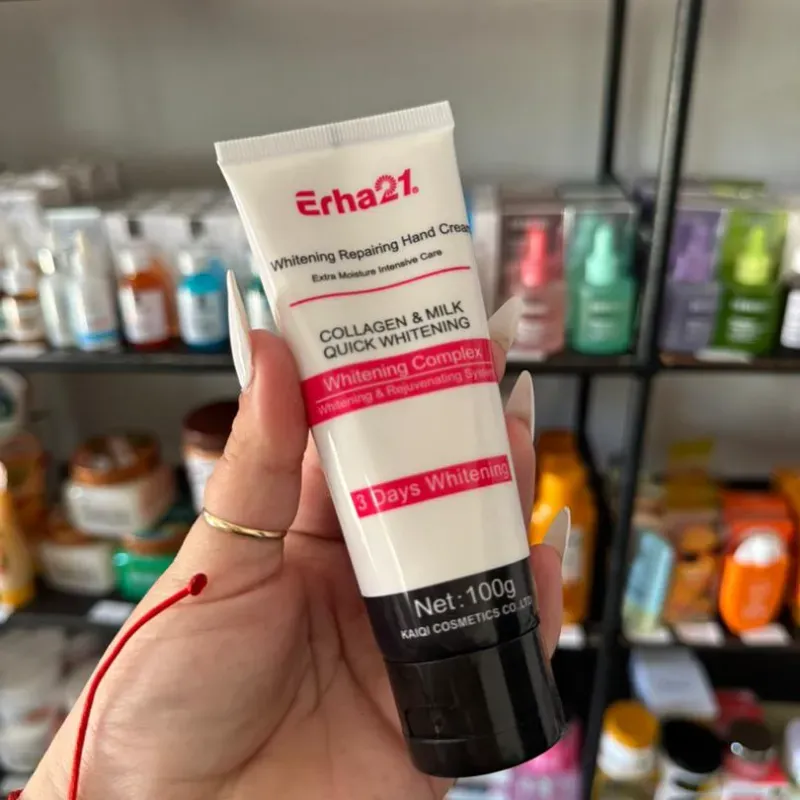 Erha21.
Whitening Repairing Hand Cream
Extra Moisture Intensive Care
COLLAGEN & MILK
QUICK WHITENING
Whitening Complex
Whitening & Rejuvenating System
3 Days Whitening
Net: 100g
KAIQI COSMETICS CO.,LTD